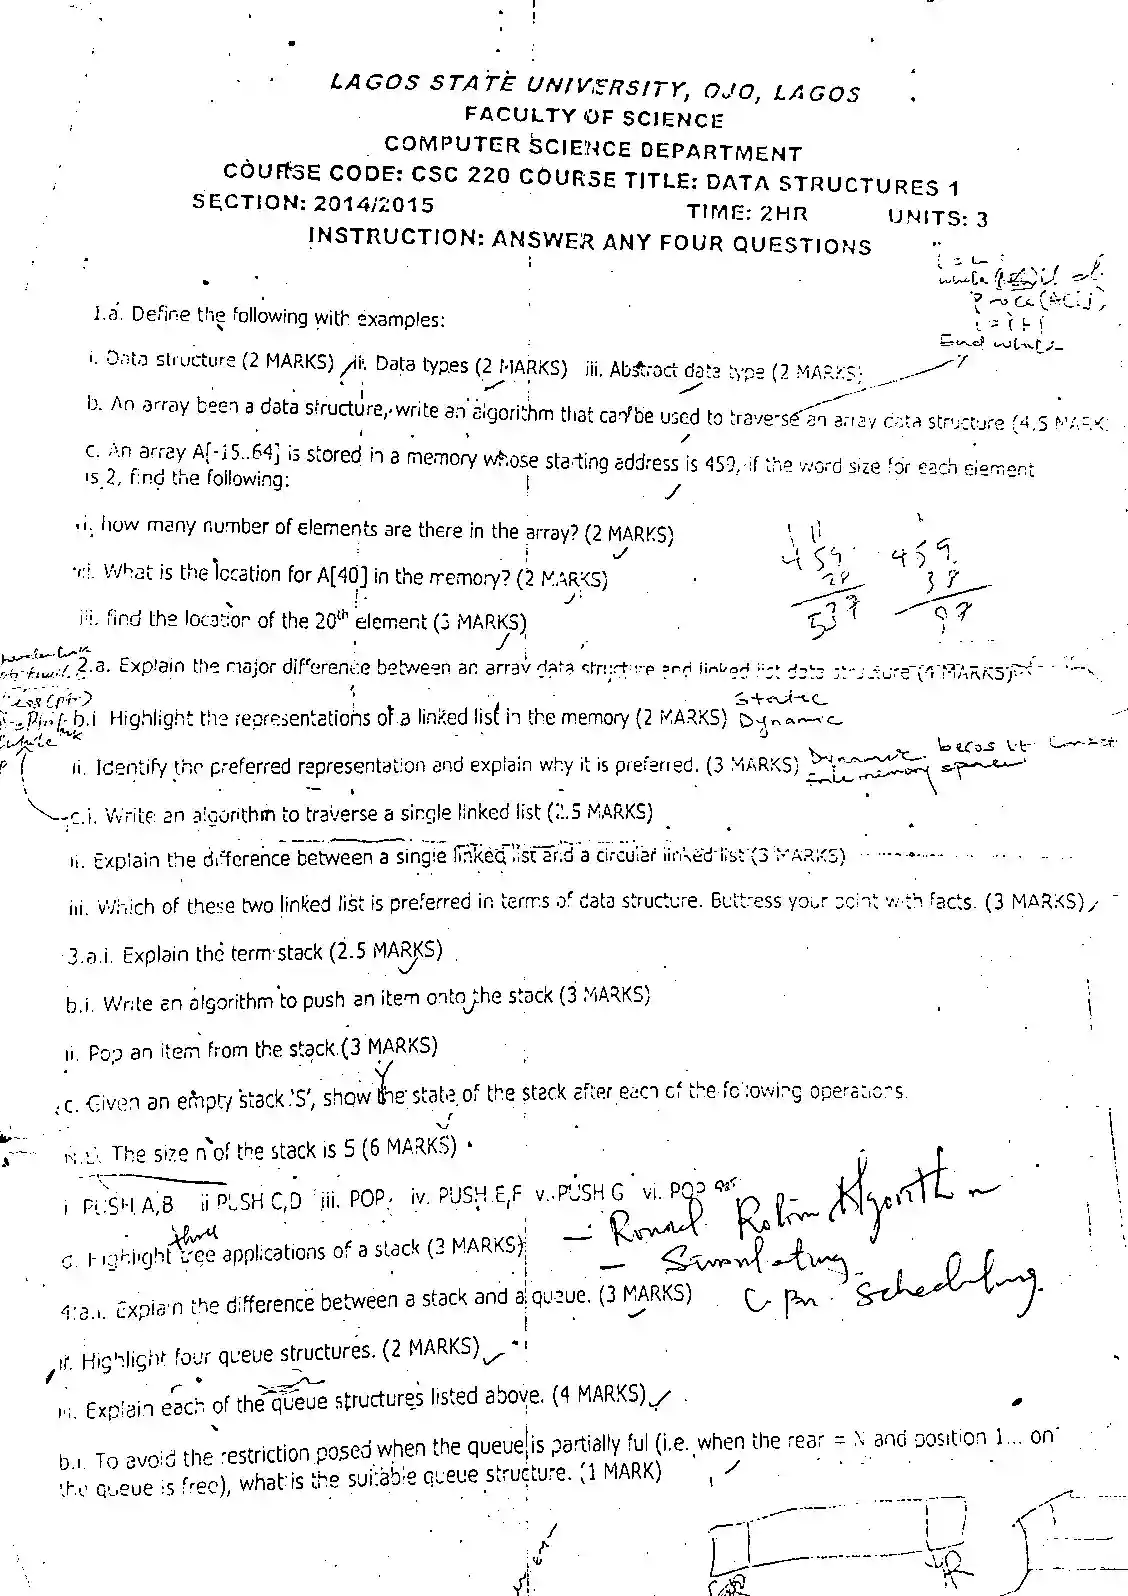 LAGOS STATE UNIVERSITY, OJO, LAGOS
FACULTY OF SCIENCE
COMPUTER SCIENCE DEPARTMENT
COURSE CODE: CSC 220 COURSE TITLE: DATA STRUCTURES 1
SECTION: 2014/2015 TIME: 2HR UNITS: 3
INSTRUCTION: ANSWER ANY FOUR QUESTIONS
i = i + 1
End while
1.a. Define the following with examples:
i. Data structure (2 MARKS) ii. Data types (2 MARKS) iii. Abstract data type (2 MARKS)
b. An array been a data structure, write an algorithm that can be used to traverse an array data structure (4.5 MARK
c. An array A[-15..64] is stored in a memory whose starting address is 459, if the word size for each element
is 2, find the following:
i. how many number of elements are there in the array? (2 MARKS)
ii. What is the location for A[40] in the memory? (2 MARKS)
iii. find the location of the 20th element (3 MARKS)
459 459
38
537 97
2.a. Explain the major difference between an array data structure and linked list data structure (4 MARKS)
Static
b.i Highlight the representations of a linked list in the memory (2 MARKS) Dynamic
ii. Identify the preferred representation and explain why it is preferred. (3 MARKS) Dynamic
memory space
c.i. Write an algorithm to traverse a single linked list (2.5 MARKS)
ii. Explain the difference between a single linked list and a circular linked list (3 MARKS)
iii. Which of these two linked list is preferred in terms of data structure. Buttress your point with facts. (3 MARKS)
3.a.i. Explain the term stack (2.5 MARKS)
b.i. Write an algorithm to push an item onto the stack (3 MARKS)
ii. Pop an item from the stack.(3 MARKS)
c. Given an empty stack 'S', show the state of the stack after each of the following operations.
N.B. The size n of the stack is 5 (6 MARKS)
i PUSH A,B ii PUSH C,D iii. POP iv. PUSH E,F v. PUSH G vi. POP
three
d. Highlight tree applications of a stack (3 MARKS)
- Round Robin Algorithm
- Simulating
C.P.U. Scheduling
4.a.i. Explain the difference between a stack and a queue. (3 MARKS)
ii. Highlight four queue structures. (2 MARKS)
iii. Explain each of the queue structures listed above. (4 MARKS)
b.i. To avoid the restriction posed when the queue is partially ful (i.e. when the rear = N and position 1... on
the queue is free), what is the suitable queue structure. (1 MARK)